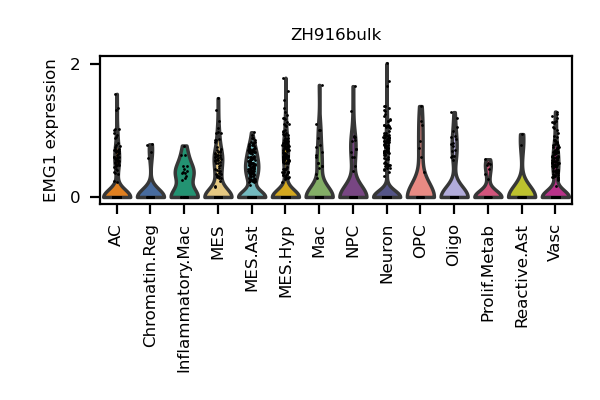 ZH916bulk
EMG1 expression
2
0
AC
Chromatin.Reg
Inflammatory.Mac
MES
MES.Ast
MES.Hyp
Mac
NPC
Neuron
OPC
Oligo
Prolif.Metab
Reactive.Ast
Vasc